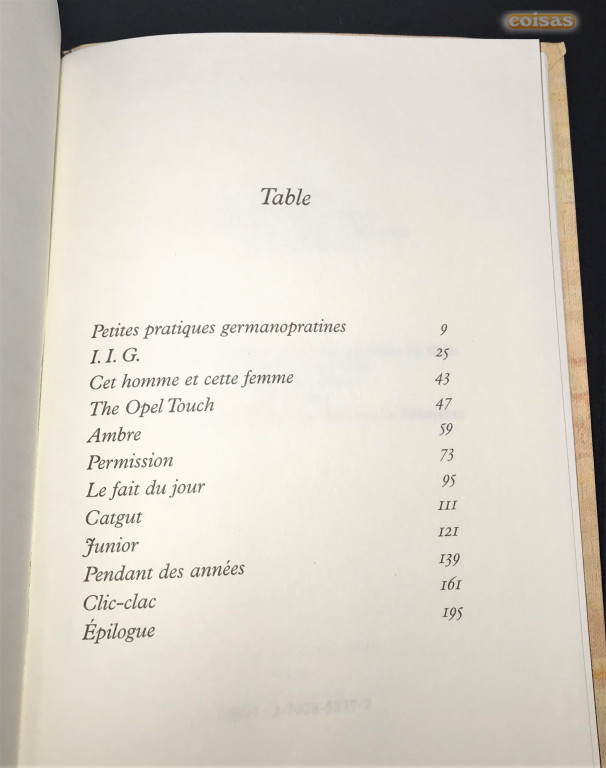 coisas
Table
Petites pratiques germanopratines 9
I. I. G. 25
Cet homme et cette femme 43
The Opel Touch 47
Ambre 59
Permission 73
Le fait du jour 95
Catgut 111
Junior 121
Pendant des années 139
Clic-clac 161
Épilogue 195